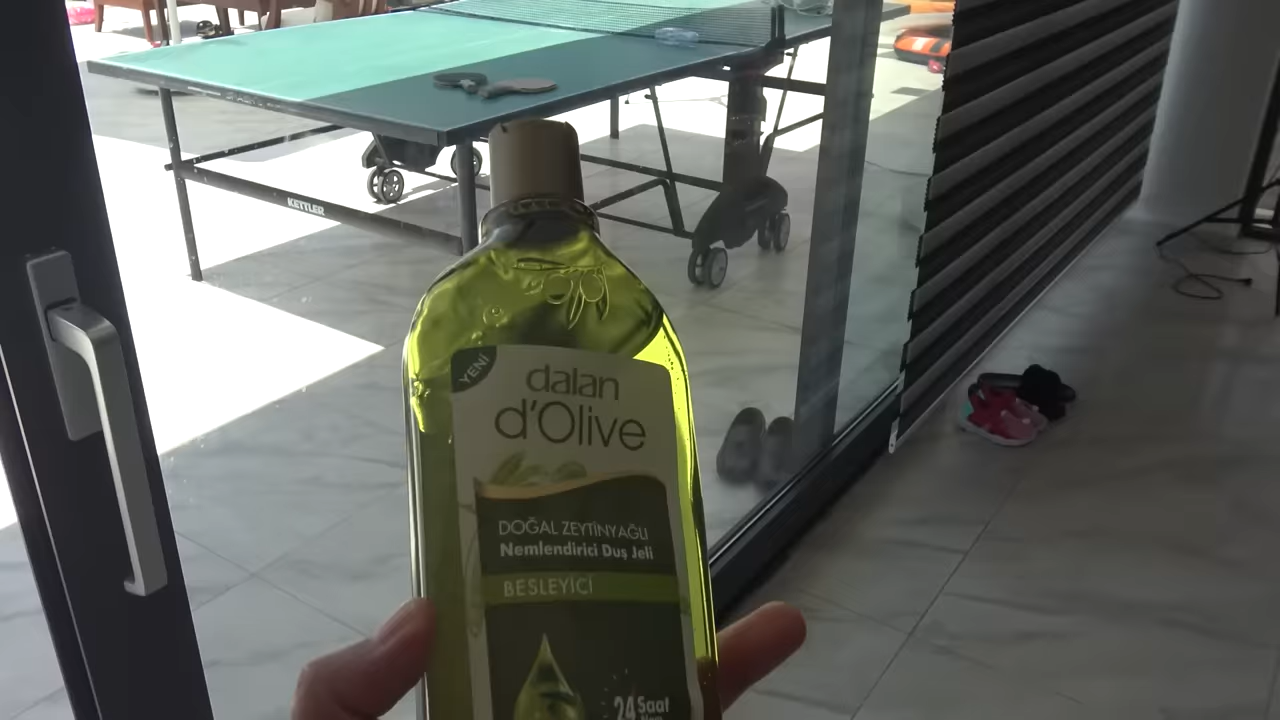 KETTLER
YENİ
dalan
d'Olive
DOĞAL ZEYTİNYAĞLI
Nemlendirici Duş Jeli
BESLEYİCİ
24 Saat